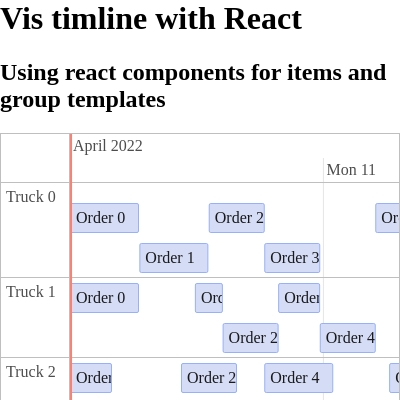 Vis timline with React
Using react components for items and
group templates
April 2022
Mon 11
Truck 0
Order 0
Order 2
Or
Order 1
Order 3
Truck 1
Order 0
Orc
Order
Order 2
Order 4
Truck 2
Order
Order 2
Order 4